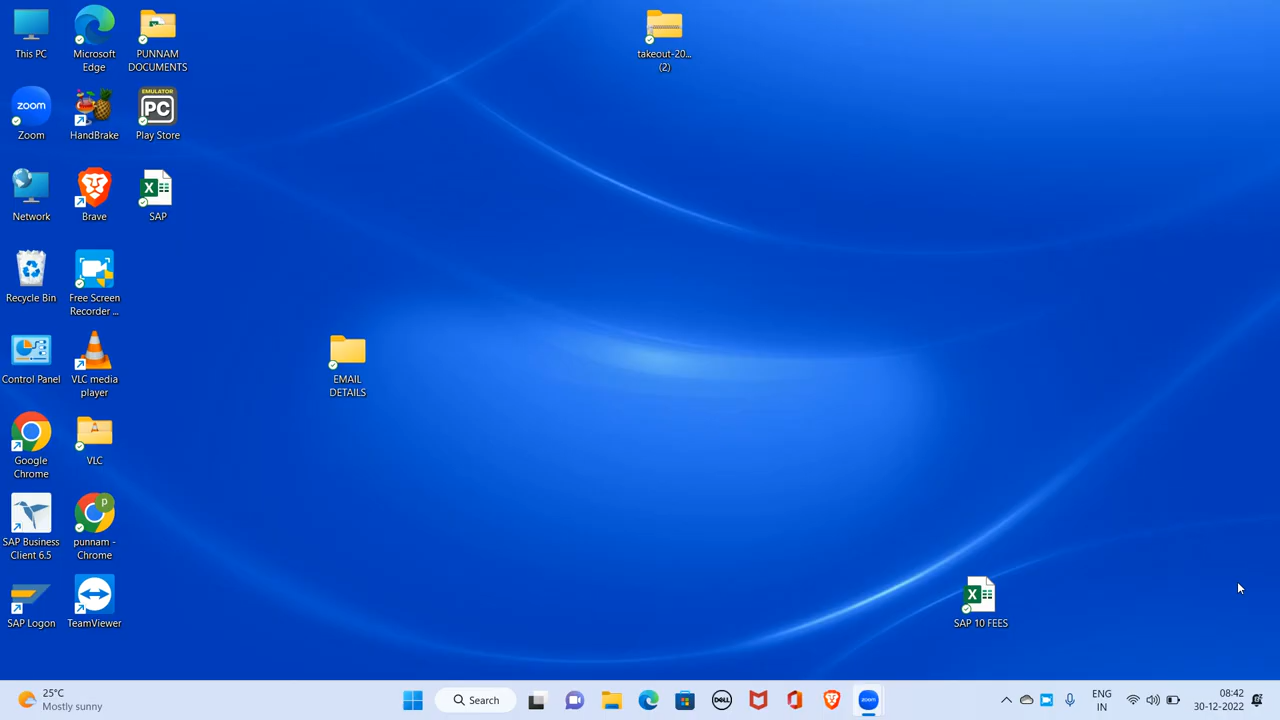 This PC
Microsoft
Edge
PUNNAM
DOCUMENTS
takeout-20...
(2)
zoom
Zoom
HandBrake
EMULATOR
PC
Play Store
Network
Brave
SAP
Recycle Bin
Free Screen
Recorder ...
Control Panel
VLC media
player
EMAIL
DETAILS
Google
Chrome
VLC
SAP Business
Client 6.5
p
punnam -
Chrome
SAP Logon
TeamViewer
SAP 10 FEES
25°C
Mostly sunny
Search
DELL
zoom
ENG
IN
08:42
30-12-2022